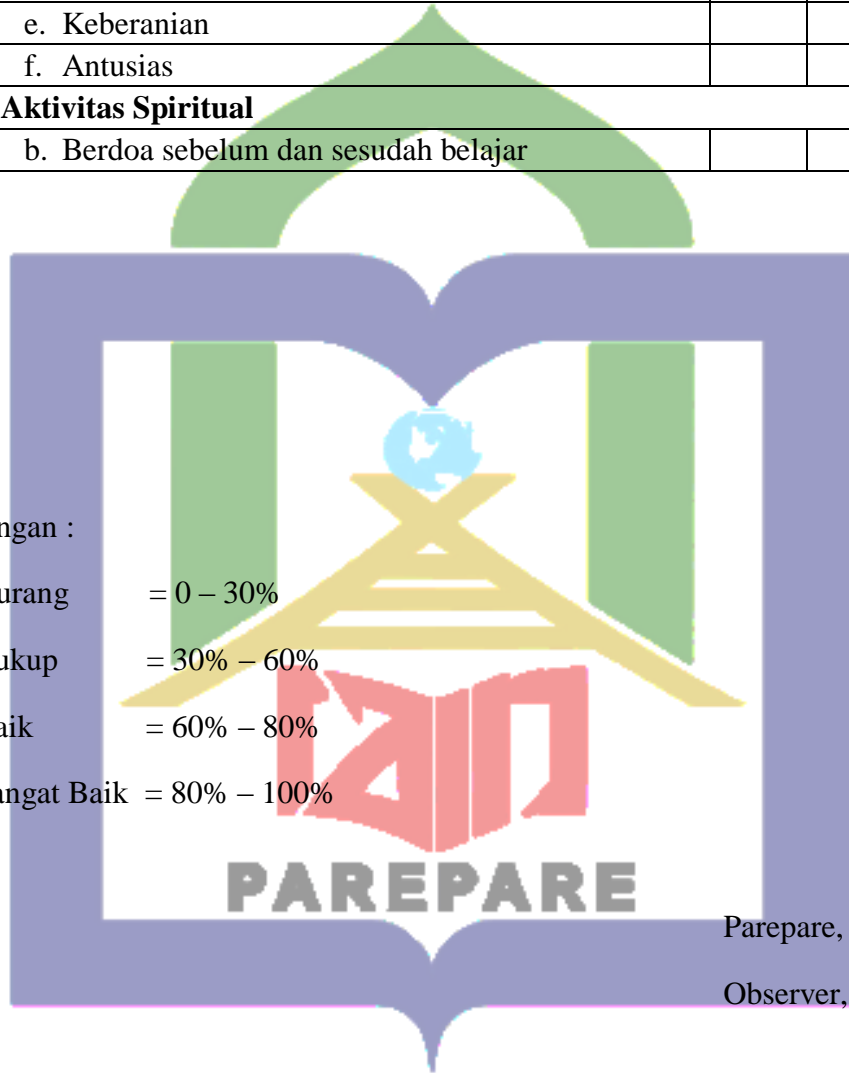 e. Keberanian
f. Antusias
Aktivitas Spiritual
b. Berdoa sebelum dan sesudah belajar
ngan :
urang = 0 – 30%
ukup = 30% – 60%
aik = 60% – 80%
angat Baik = 80% – 100%
iain
PAREPARE
Parepare,
Observer,